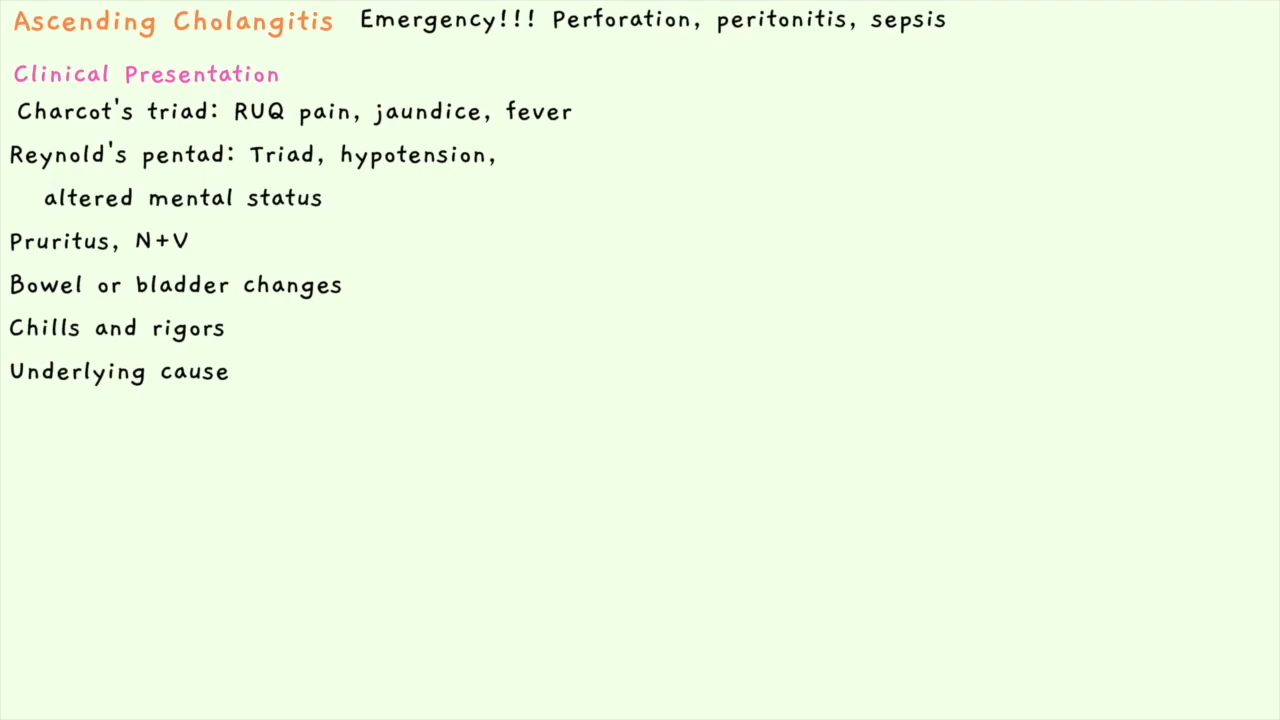 Ascending Cholangitis Emergency!!! Perforation, peritonitis, sepsis
Clinical Presentation
Charcot's triad: RUQ pain, jaundice, fever
Reynold's pentad: Triad, hypotension,
altered mental status
Pruritus, N+V
Bowel or bladder changes
Chills and rigors
Underlying cause